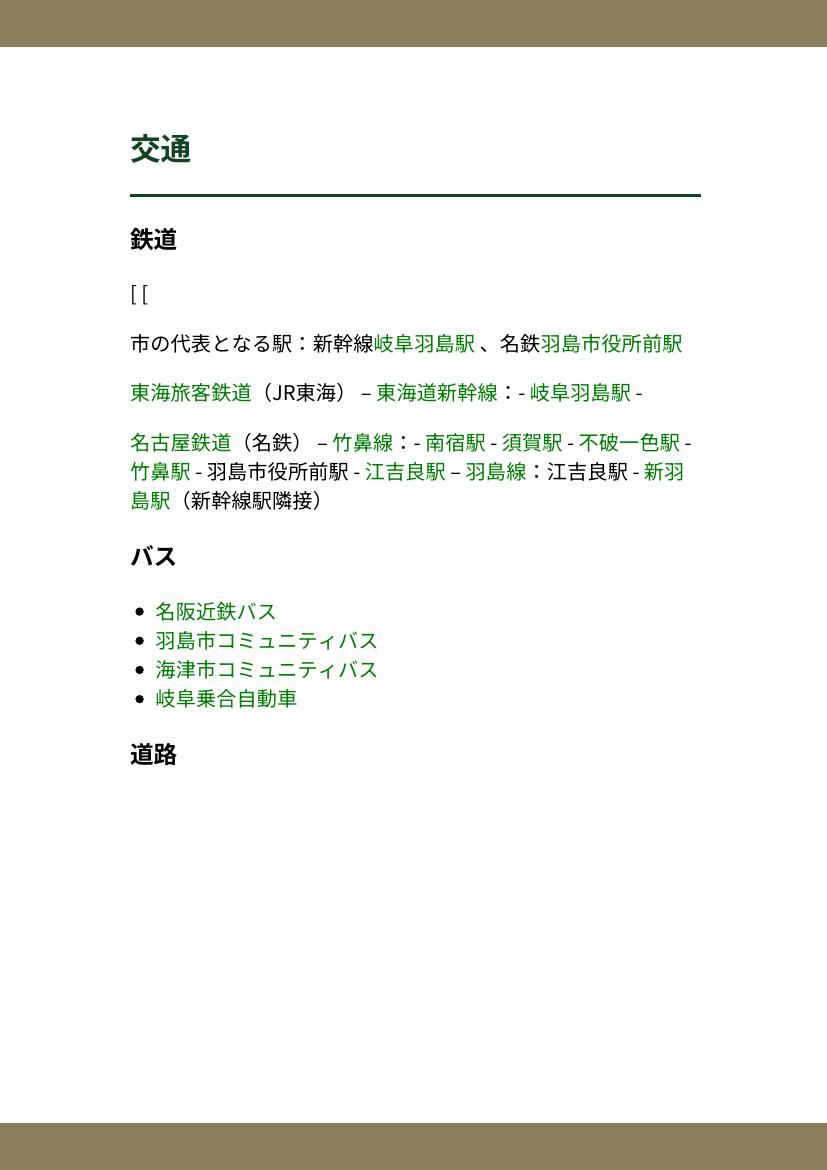 交通
鉄道
[ [
市の代表となる駅：新幹線岐阜羽島駅 、名鉄羽島市役所前駅
東海旅客鉄道（JR東海） – 東海道新幹線：- 岐阜羽島駅 -
名古屋鉄道（名鉄） – 竹鼻線：- 南宿駅 - 須賀駅 - 不破一色駅 -
竹鼻駅 - 羽島市役所前駅 - 江吉良駅 – 羽島線：江吉良駅 - 新羽
島駅（新幹線駅隣接）
バス
• 名阪近鉄バス
• 羽島市コミュニティバス
• 海津市コミュニティバス
• 岐阜乗合自動車
道路